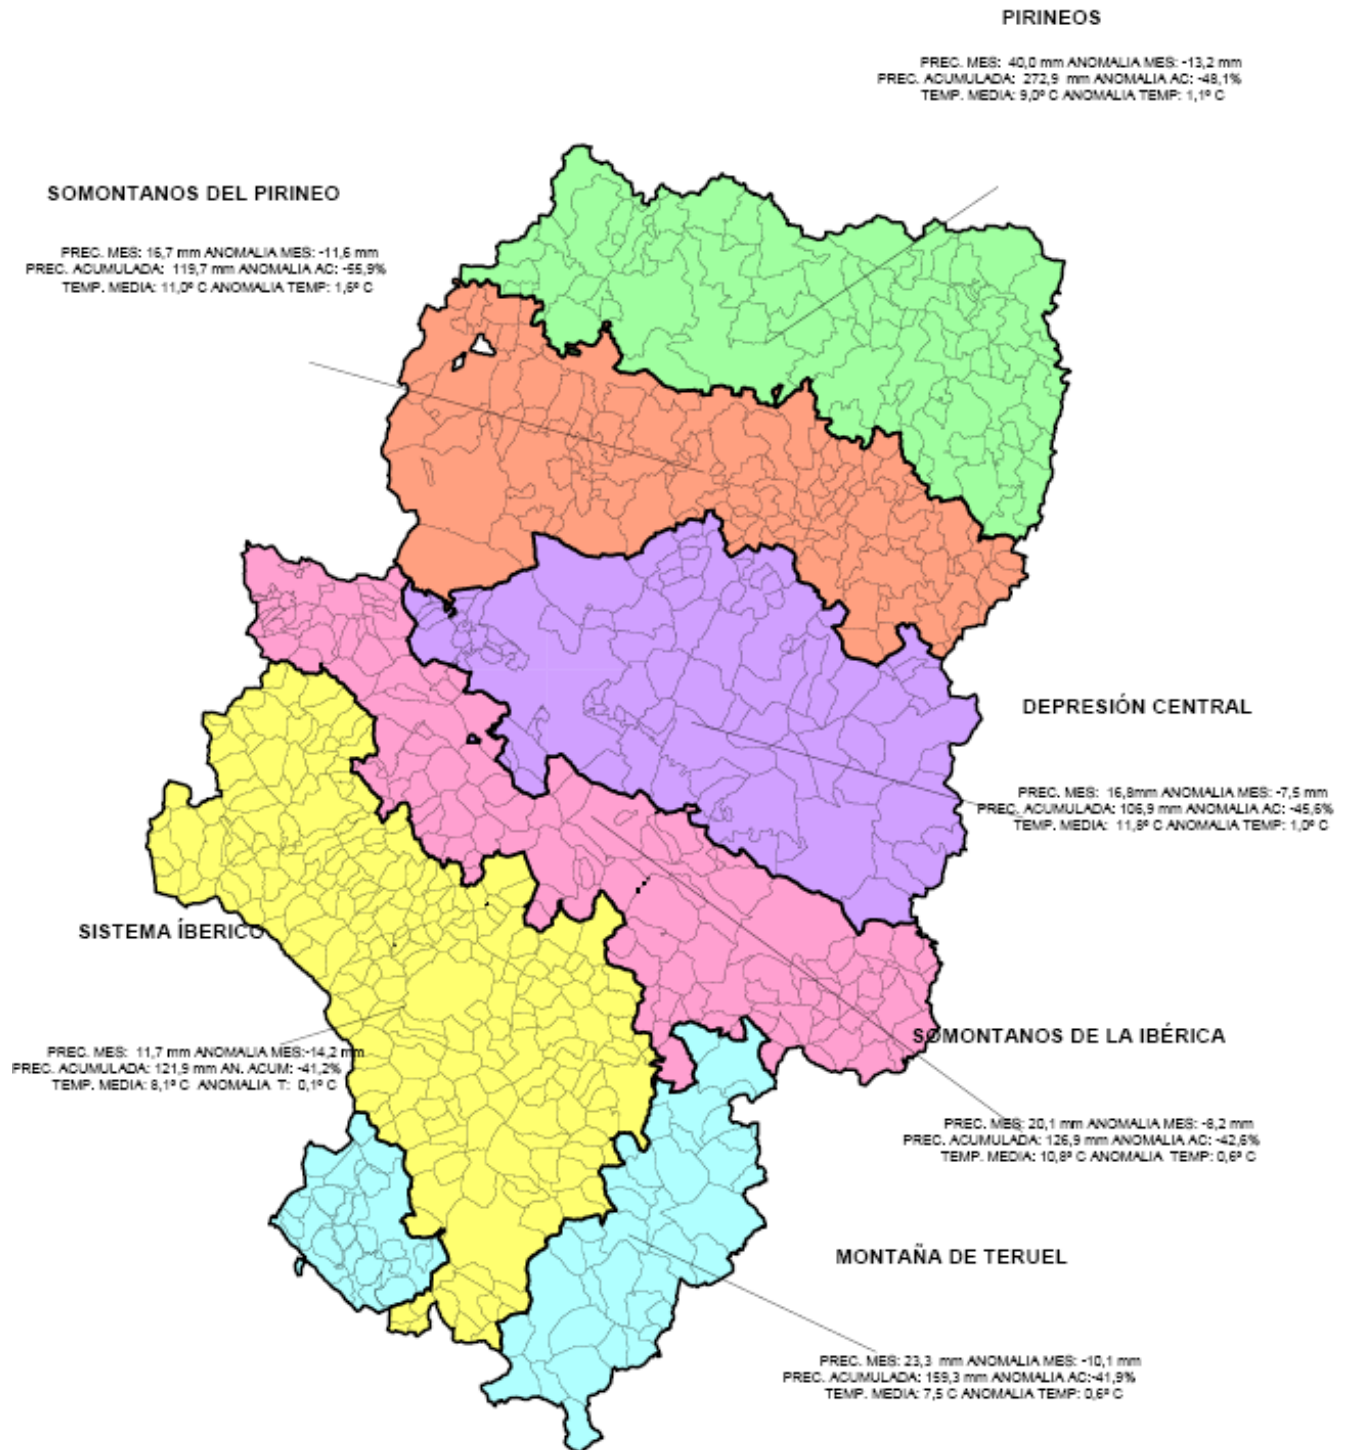 PIRINEOS
PREC. MES: 40,0 mm ANOMALIA MES: -13,2 mm
PREC. ACUMULADA: 272,9 mm ANOMALIA AC: -48,1%
TEMP. MEDIA: 9,0º C ANOMALIA TEMP: 1,1º C
SOMONTANOS DEL PIRINEO
PREC. MES: 16,7 mm ANOMALIA MES: -11,6 mm
PREC. ACUMULADA: 119,7 mm ANOMALIA AC: -55,9%
TEMP. MEDIA: 11,0º C ANOMALIA TEMP: 1,5º C
DEPRESIÓN CENTRAL
PREC. MES: 16,8mm ANOMALIA MES: -7,5 mm
PREC. ACUMULADA: 106,9 mm ANOMALIA AC: -45,6%
TEMP. MEDIA: 11,8º C ANOMALIA TEMP: 1,0º C
SISTEMA ÍBERICO
PREC. MES: 11,7 mm ANOMALIA MES:-14,2 mm
PREC. ACUMULADA: 121,9 mm AN. ACUM: -41,2%
TEMP. MEDIA: 8,1º C ANOMALIA T: 0,1º C
SOMONTANOS DE LA IBÉRICA
PREC. MES: 20,1 mm ANOMALIA MES: -8,2 mm
PREC. ACUMULADA: 126,9 mm ANOMALIA AC: -42,6%
TEMP. MEDIA: 10,8º C ANOMALIA TEMP: 0,6º C
MONTAÑA DE TERUEL
PREC. MES: 23,3 mm ANOMALIA MES: -10,1 mm
PREC. ACUMULADA: 159,3 mm ANOMALIA AC:-41,9%
TEMP. MEDIA: 7,5 C ANOMALIA TEMP: 0,6º C